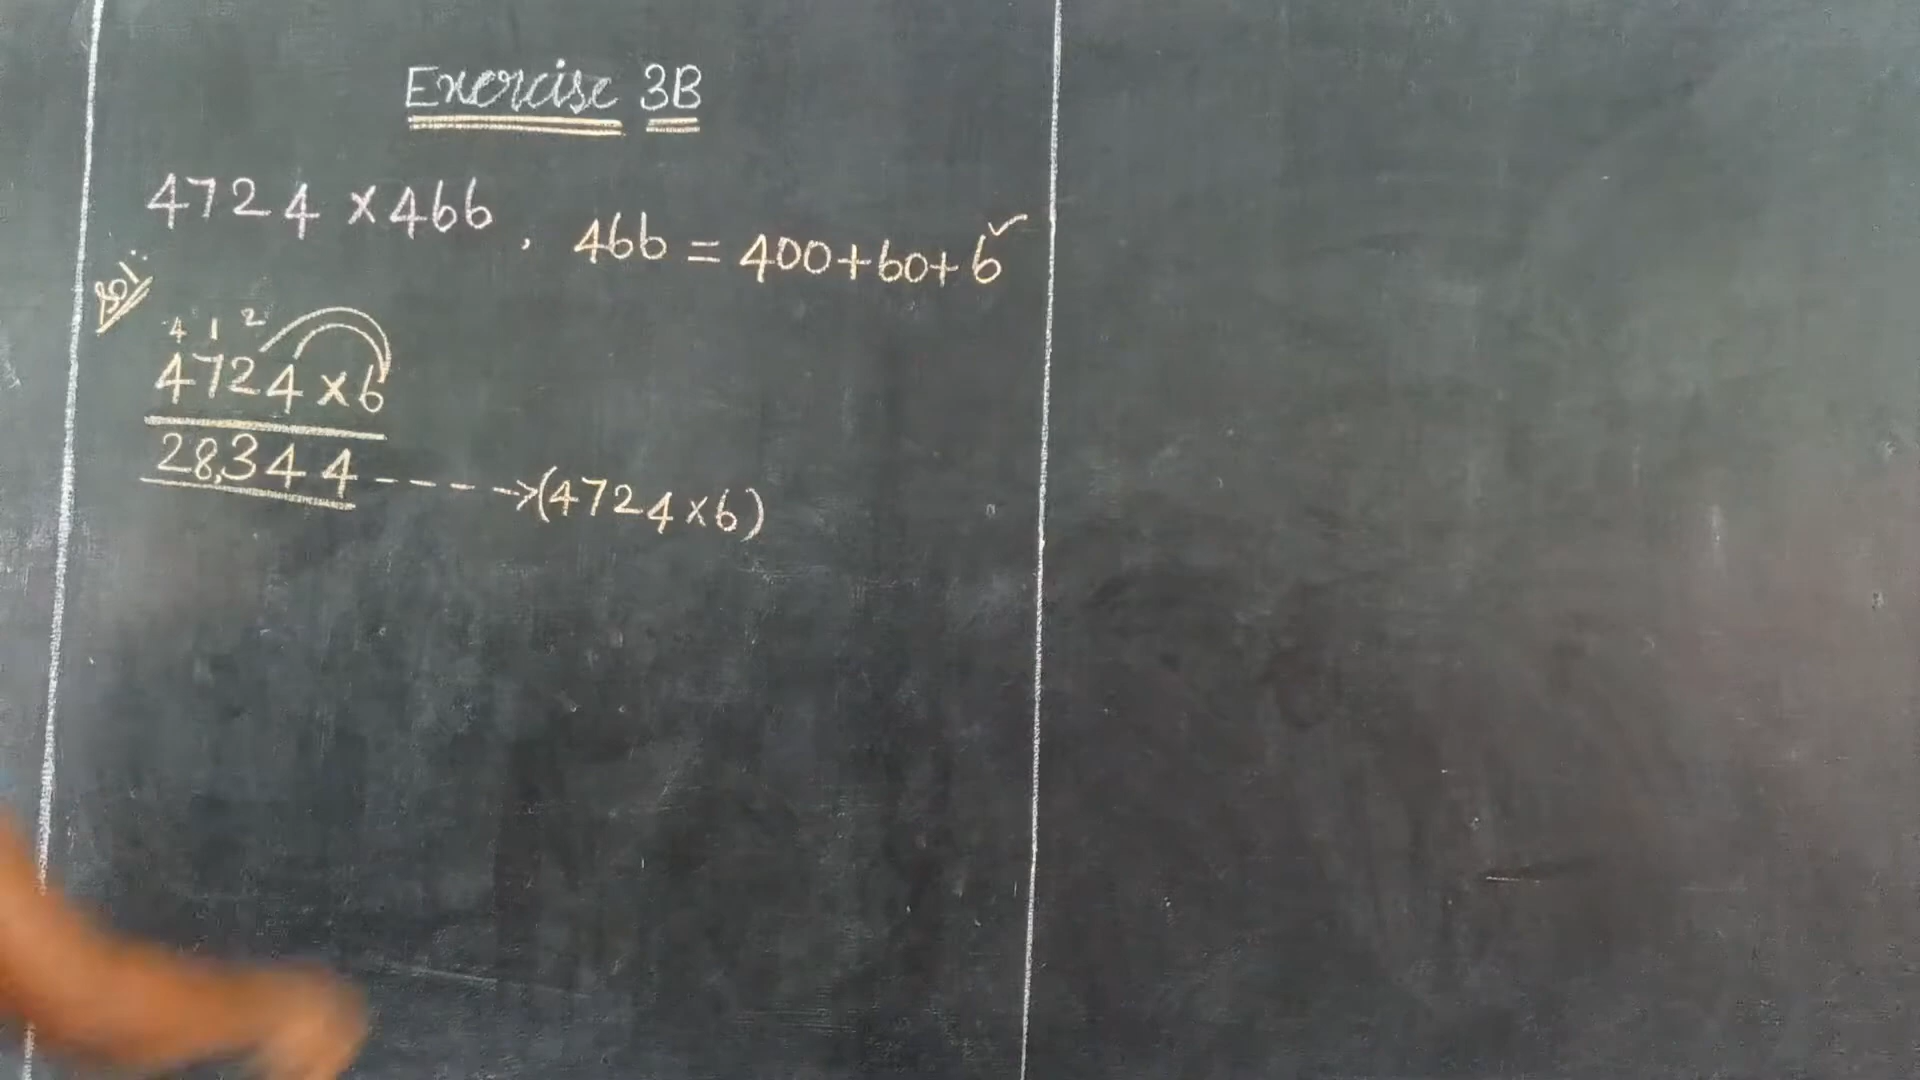 Exercise 3B
4724 × 466, 466 = 400+60+6 ✓
Sol:
4 1 2
4724 × 6
28,344 ----> (4724 × 6)